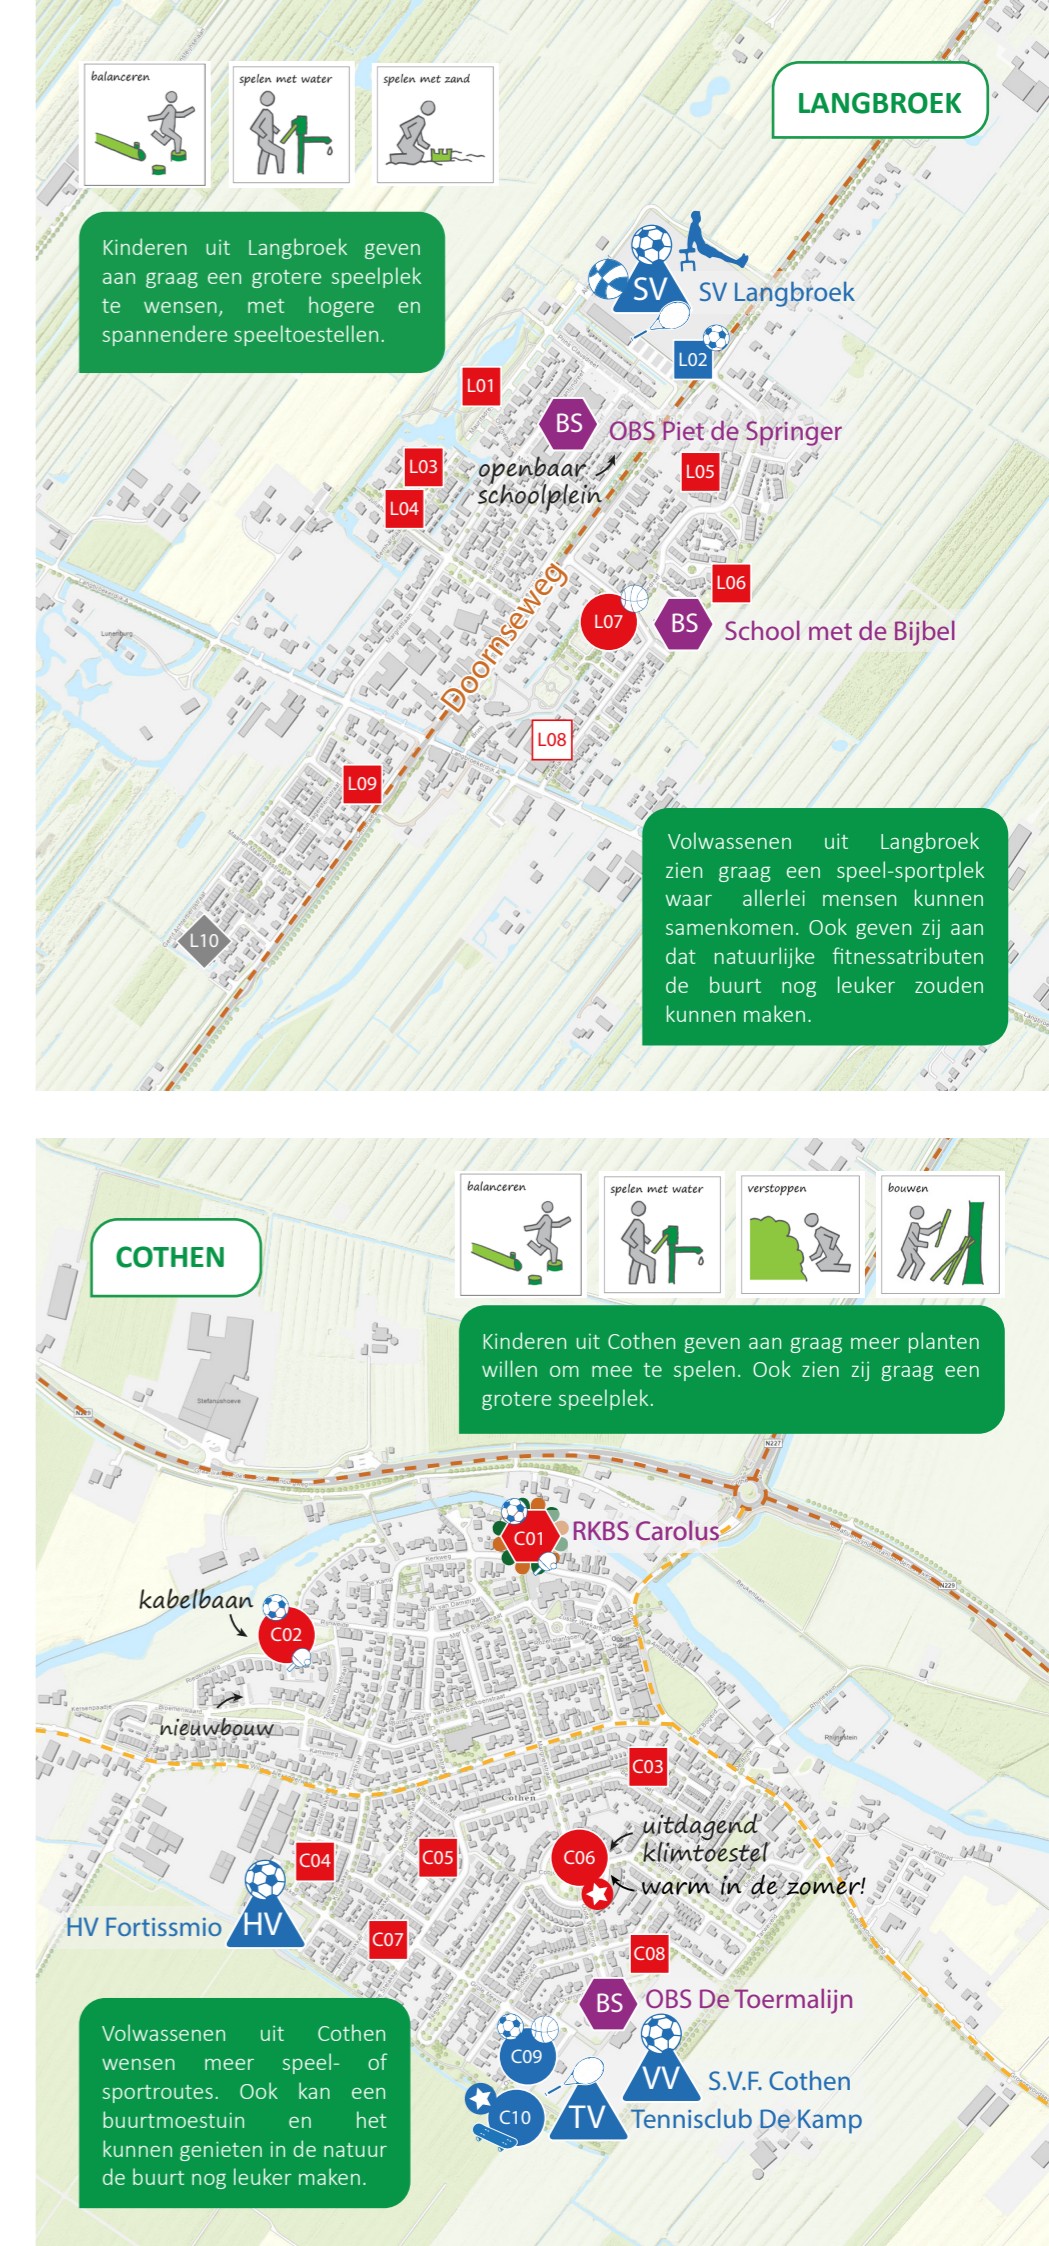 balanceren
spelen met water
spelen met zand
LANGBROEK
Kinderen uit Langbroek geven
aan graag een grotere speelplek
te wensen, met hogere en
spannendere speeltoestellen.
SV
SV Langbroek
L02
L01
BS
OBS Piet de Springer
openbaar
schoolplein
L03
L05
L04
Doornseweg
L06
L07
BS
School met de Bijbel
Lunenburg
L08
L09
L10
Volwassenen uit Langbroek
zien graag een speel-sportplek
waar allerlei mensen kunnen
samenkomen. Ook geven zij aan
dat natuurlijke fitnessatributen
de buurt nog leuker zouden
kunnen maken.
COTHEN
balanceren
spelen met water
verstoppen
bouwen
Kinderen uit Cothen geven aan graag meer planten
willen om mee te spelen. Ook zien zij graag een
grotere speelplek.
Stefanushoeve
N229
N227
C01
RKBS Carolus
Kerkweg
N229
kabelbaan
C02
nieuwbouw
Rhijnestein
C03
Cothen
uitdagend
klimtoestel
C04
C05
C06
warm in de zomer!
HV
HV Fortissmio
C07
C08
BS
OBS De Toermalijn
C09
VV
S.V.F. Cothen
C10
TV
Tennisclub De Kamp
Volwassenen uit Cothen
wensen meer speel- of
sportroutes. Ook kan een
buurtmoestuin en het
kunnen genieten in de natuur
de buurt nog leuker maken.